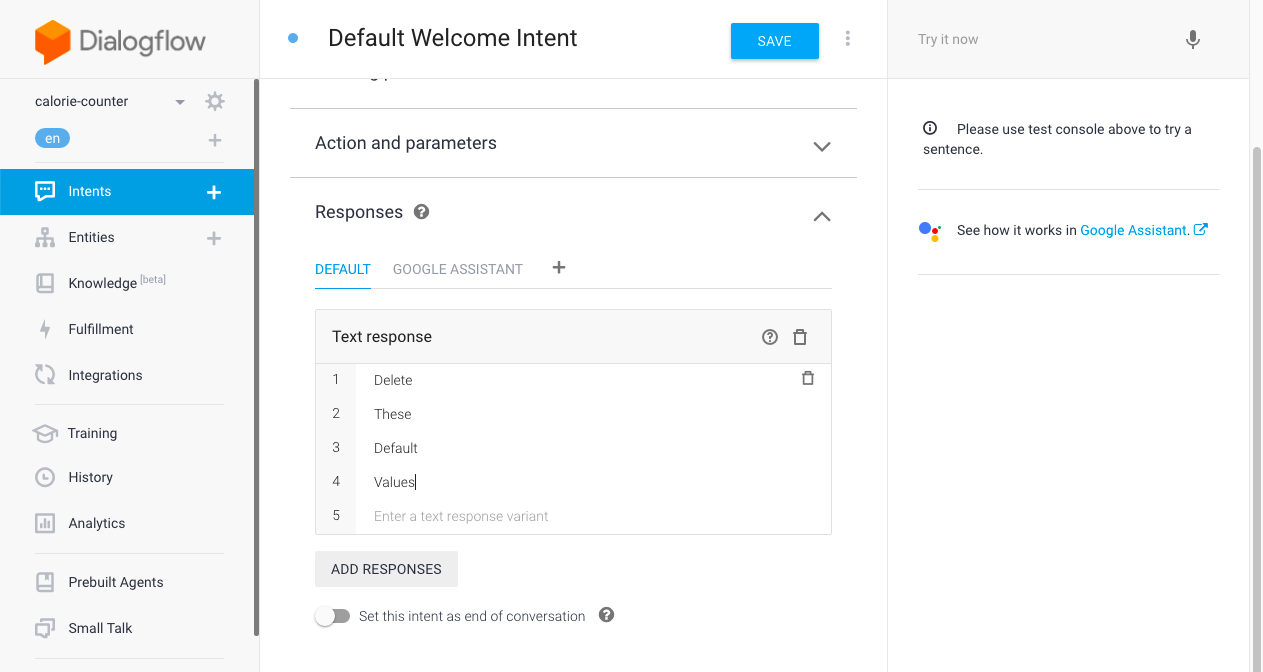 Dialogflow
calorie-counter
en
Intents
Entities
Knowledge [beta]
Fulfillment
Integrations
Training
History
Analytics
Prebuilt Agents
Small Talk
Default Welcome Intent
SAVE
Action and parameters
Responses
DEFAULT GOOGLE ASSISTANT
Text response
1 Delete
2 These
3 Default
4 Values
5 Enter a text response variant
ADD RESPONSES
Set this intent as end of conversation
Try it now
Please use test console above to try a
sentence.
See how it works in Google Assistant.